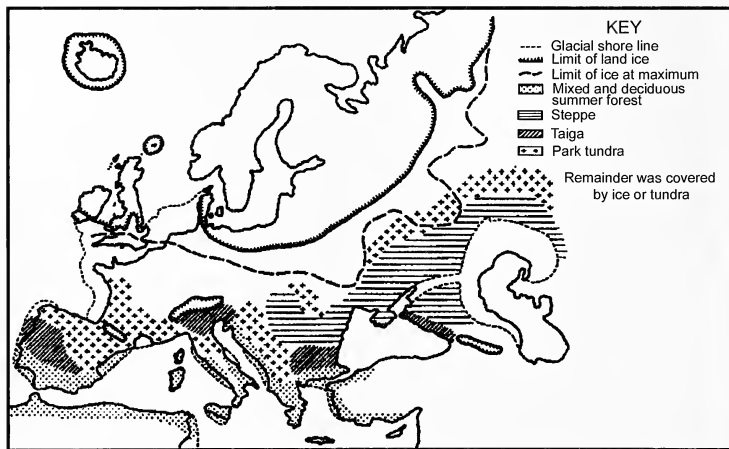 KEY
Glacial shore line
Limit of land ice
Limit of ice at maximum
Mixed and deciduous
summer forest
Steppe
Taiga
Park tundra
Remainder was covered
by ice or tundra